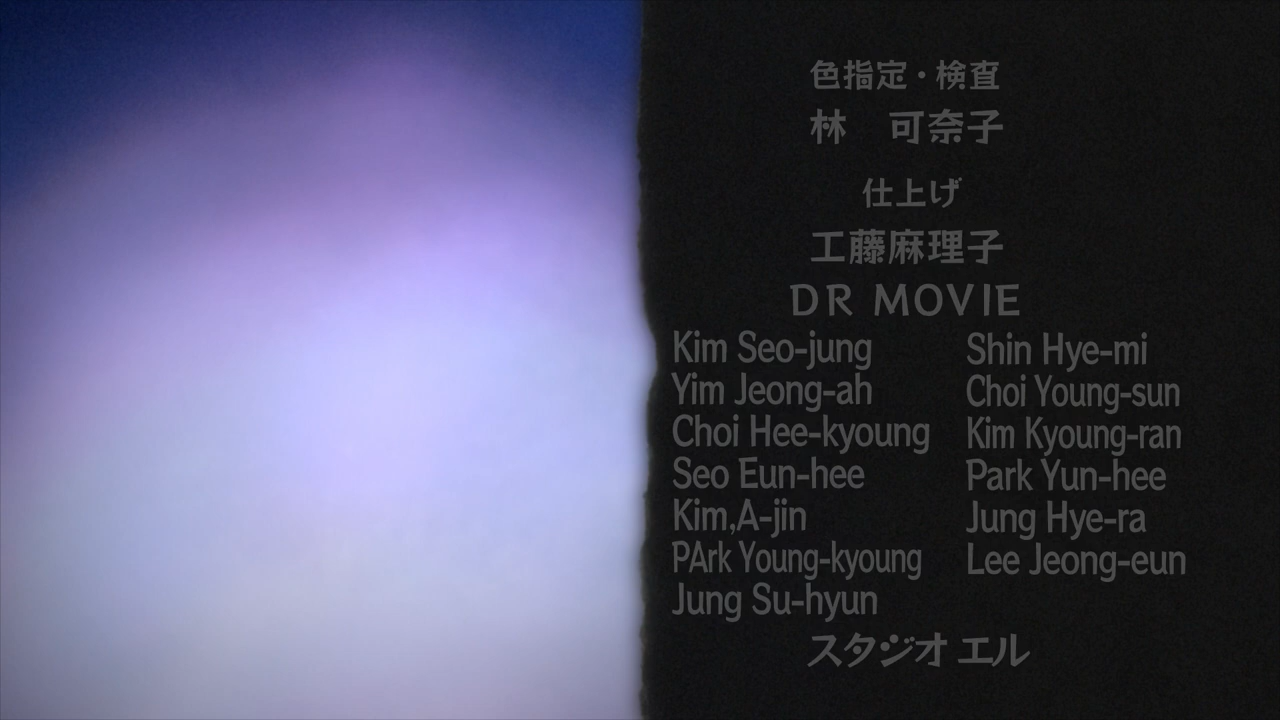 色指定・検査
林　可奈子
仕上げ
工藤麻理子
DR MOVIE
Kim Seo-jung Shin Hye-mi
Yim Jeong-ah Choi Young-sun
Choi Hee-kyoung Kim Kyoung-ran
Seo Eun-hee Park Yun-hee
Kim,A-jin Jung Hye-ra
PArk Young-kyoung Lee Jeong-eun
Jung Su-hyun
スタジオ エル